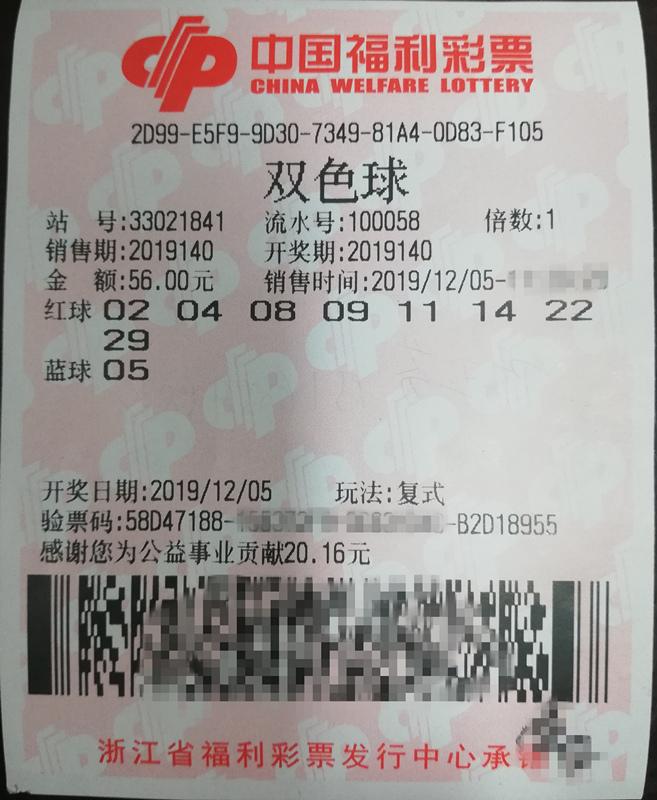 中国福利彩票
CHINA WELFARE LOTTERY
2D99-E5F9-9D30-7349-81A4-0D83-F105
双色球
站 号:33021841 流水号:100058 倍数:1
销售期:2019140 开奖期:2019140
金 额:56.00元 销售时间:2019/12/05-
红球 02 04 08 09 11 14 22
29
蓝球 05
开奖日期:2019/12/05 玩法:复式
验票码:58D47188- -B2D18955
感谢您为公益事业贡献20.16元
浙江省福利彩票发行中心承